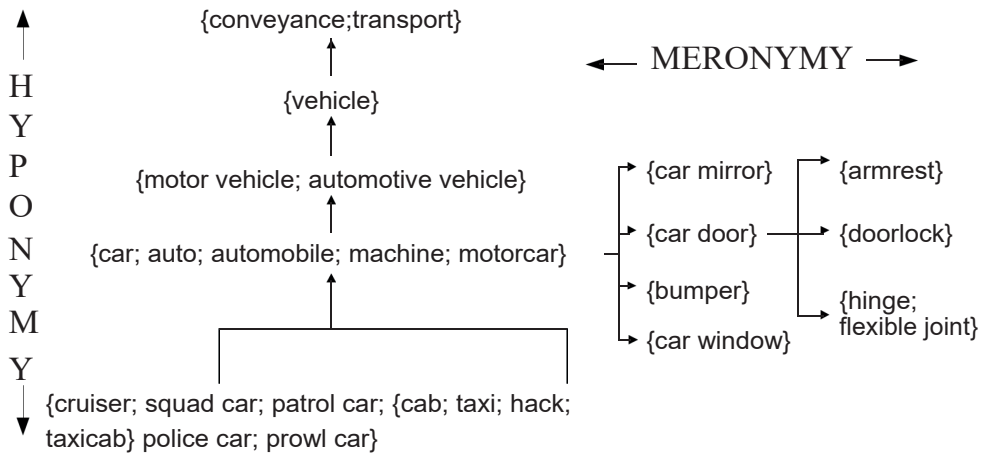 {conveyance;transport}
HYPONYMY
MERONYMY
{vehicle}
{motor vehicle; automotive vehicle}
{car; auto; automobile; machine; motorcar}
{cruiser; squad car; patrol car; {cab; taxi; hack;
taxicab} police car; prowl car}
{car mirror}
{car door}
{bumper}
{car window}
{armrest}
{doorlock}
{hinge;
flexible joint}